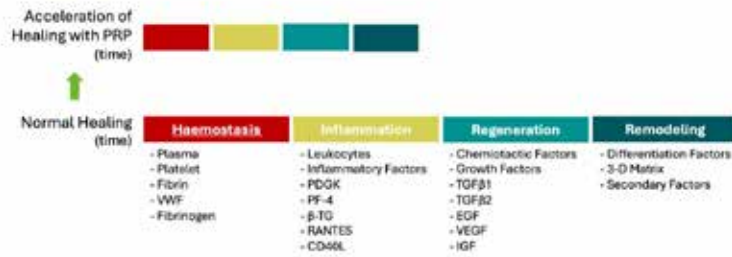 Acceleration of
Healing with PRP
(time)
Normal Healing
(time)
Haemostasis
- Plasma
- Platelet
- Fibrin
- VWF
- Fibrinogen
Inflammation
- Leukocytes
- Inflammatory Factors
- PDGK
- PF-4
- β-TG
- RANTES
- CD40L
Regeneration
- Chemiotactic Factors
- Growth Factors
- TGFβ1
- TGFβ2
- EGF
- VEGF
- IGF
Remodeling
- Differentiation Factors
- 3-D Matrix
- Secondary Factors